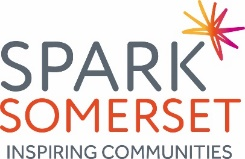 SPARK
SOMERSET
INSPIRING COMMUNITIES